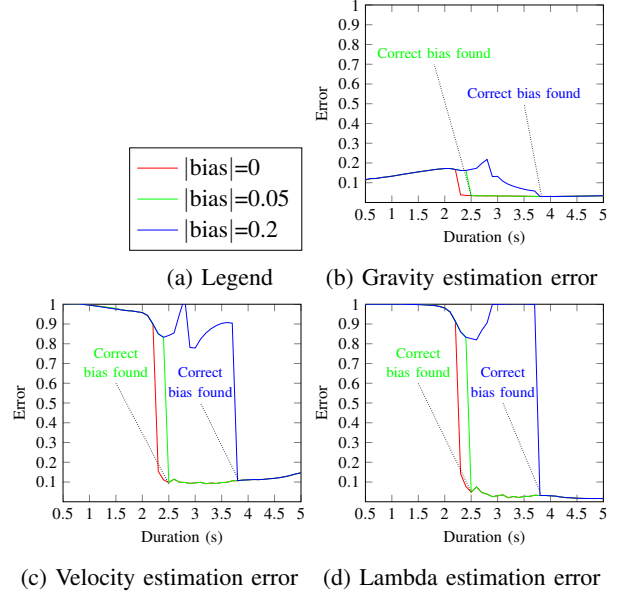 |bias|=0
|bias|=0.05
|bias|=0.2
(a) Legend
1
0.9
0.8
0.7
0.6
0.5
0.4
0.3
0.2
0.1
Error
Correct bias found
Correct bias found
0.5 1 1.5 2 2.5 3 3.5 4 4.5 5
Duration (s)
(b) Gravity estimation error
1
0.9
0.8
0.7
0.6
0.5
0.4
0.3
0.2
0.1
Error
Correct
bias found
Correct
bias found
0.5 1 1.5 2 2.5 3 3.5 4 4.5 5
Duration (s)
(c) Velocity estimation error
1
0.9
0.8
0.7
0.6
0.5
0.4
0.3
0.2
0.1
Error
Correct
bias found
Correct
bias found
0.5 1 1.5 2 2.5 3 3.5 4 4.5 5
Duration (s)
(d) Lambda estimation error